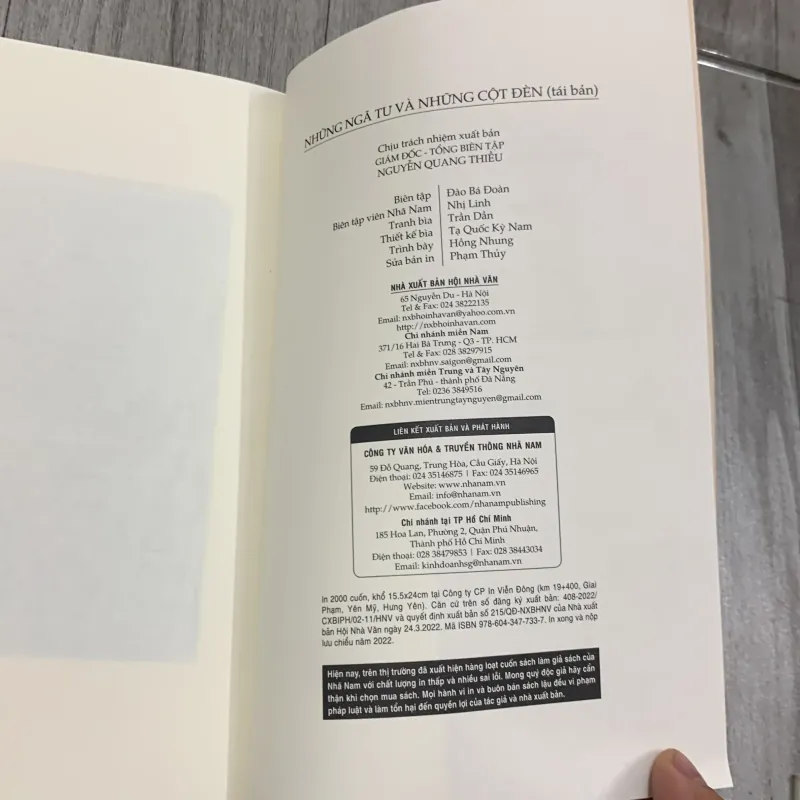 NHỮNG NGÃ TƯ VÀ NHỮNG CỘT ĐÈN (tái bản)
Chịu trách nhiệm xuất bản
GIÁM ĐỐC - TỔNG BIÊN TẬP
NGUYỄN QUANG THIỀU
Biên tập Đào Bá Đoàn
Biên tập viên Nhã Nam Nhị Linh
Tranh bìa Trần Dần
Thiết kế bìa Tạ Quốc Kỳ Nam
Trình bày Hồng Nhung
Sửa bản in Phạm Thủy
NHÀ XUẤT BẢN HỘI NHÀ VĂN
65 Nguyễn Du - Hà Nội
Tel & Fax: 024 38222135
Email: nxbhoinhavan@yahoo.com.vn
http://nxbhoinhavan.com
Chi nhánh miền Nam
371/16 Hai Bà Trưng - Q3 - TP. HCM
Tel & Fax: 028 38297915
Email: nxbhnv.saigon@gmail.com
Chi nhánh miền Trung và Tây Nguyên
42 - Trần Phú - thành phố Đà Nẵng
Tel: 0236 3849516
Email: nxbhnv.mientrungtaynguyen@gmail.com
LIÊN KẾT XUẤT BẢN VÀ PHÁT HÀNH
CÔNG TY VĂN HÓA & TRUYỀN THÔNG NHÃ NAM
59 Đỗ Quang, Trung Hòa, Cầu Giấy, Hà Nội
Điện thoại: 024 35146875 | Fax: 024 35146965
Website: www.nhanam.vn
Email: info@nhanam.vn
http://www.facebook.com/nhanampublishing
Chi nhánh tại TP Hồ Chí Minh
185 Hoa Lan, Phường 2, Quận Phú Nhuận,
Thành phố Hồ Chí Minh
Điện thoại: 028 38479853 | Fax: 028 38443034
Email: kinhdoanhsg@nhanam.vn
In 2000 cuốn, khổ 15.5x24cm tại Công ty CP In Viễn Đông (km 19+400, Giai
Phạm, Yên Mỹ, Hưng Yên). Căn cứ trên số đăng ký xuất bản: 408-2022/
CXBIPH/02-11/HNV và quyết định xuất bản số 215/QĐ-NXBHNV của Nhà xuất
bản Hội Nhà Văn ngày 24.3.2022. Mã ISBN 978-604-347-733-7. In xong và nộp
lưu chiểu năm 2022.
Hiện nay, trên thị trường đã xuất hiện hàng loạt cuốn sách làm giả sách của
Nhã Nam với chất lượng in thấp và nhiều sai lỗi. Mong quý độc giả hãy cẩn
thận khi chọn mua sách. Mọi hành vi in và buôn bán sách lậu đều vi phạm
pháp luật và làm tổn hại đến quyền lợi của tác giả và nhà xuất bản.